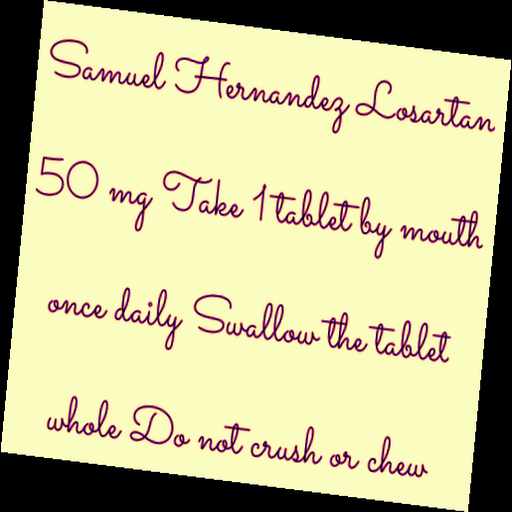 Samuel Hernandez Losartan
50 mg Take 1 tablet by mouth
once daily Swallow the tablet
whole Do not crush or chew